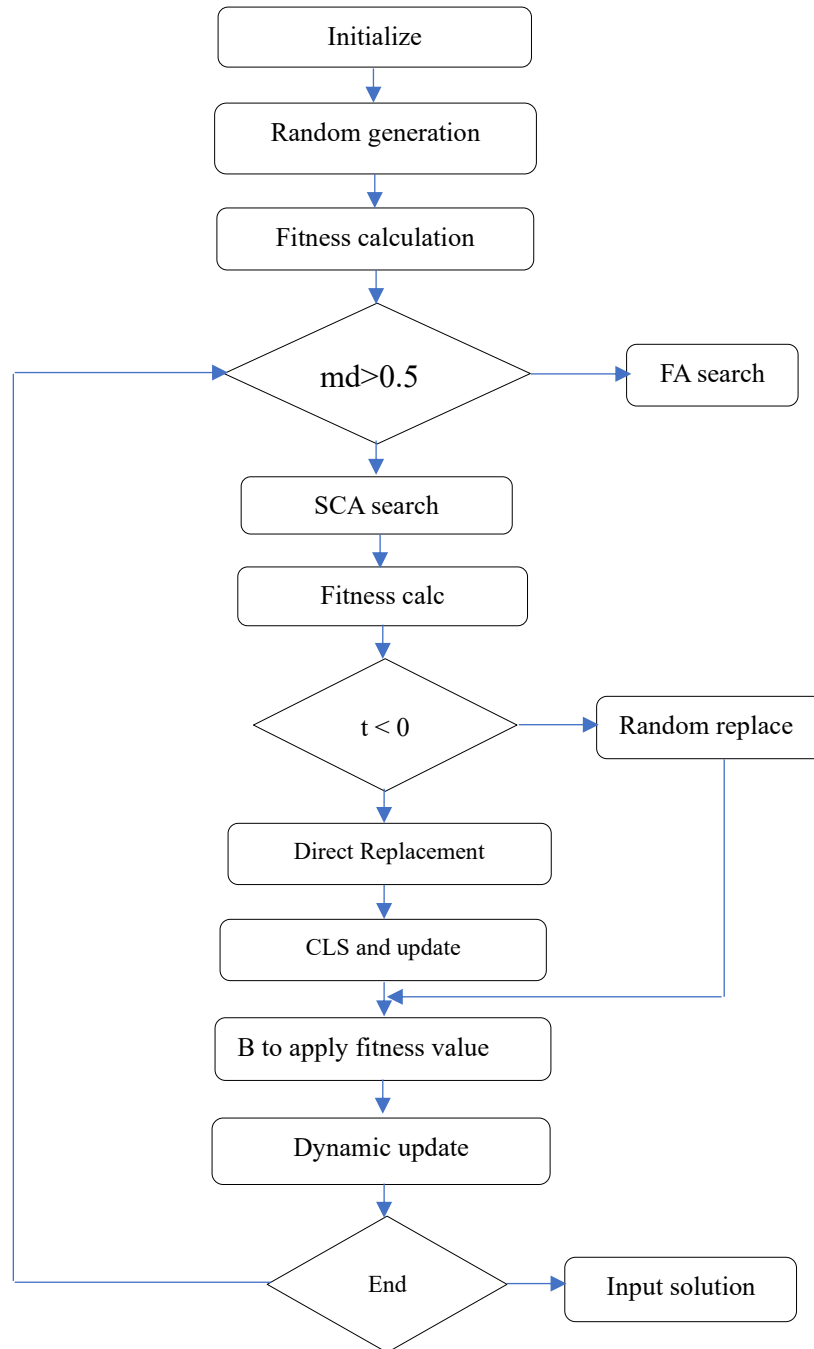 Initialize
Random generation
Fitness calculation
md>0.5
FA search
SCA search
Fitness calc
t < 0
Random replace
Direct Replacement
CLS and update
B to apply fitness value
Dynamic update
End
Input solution